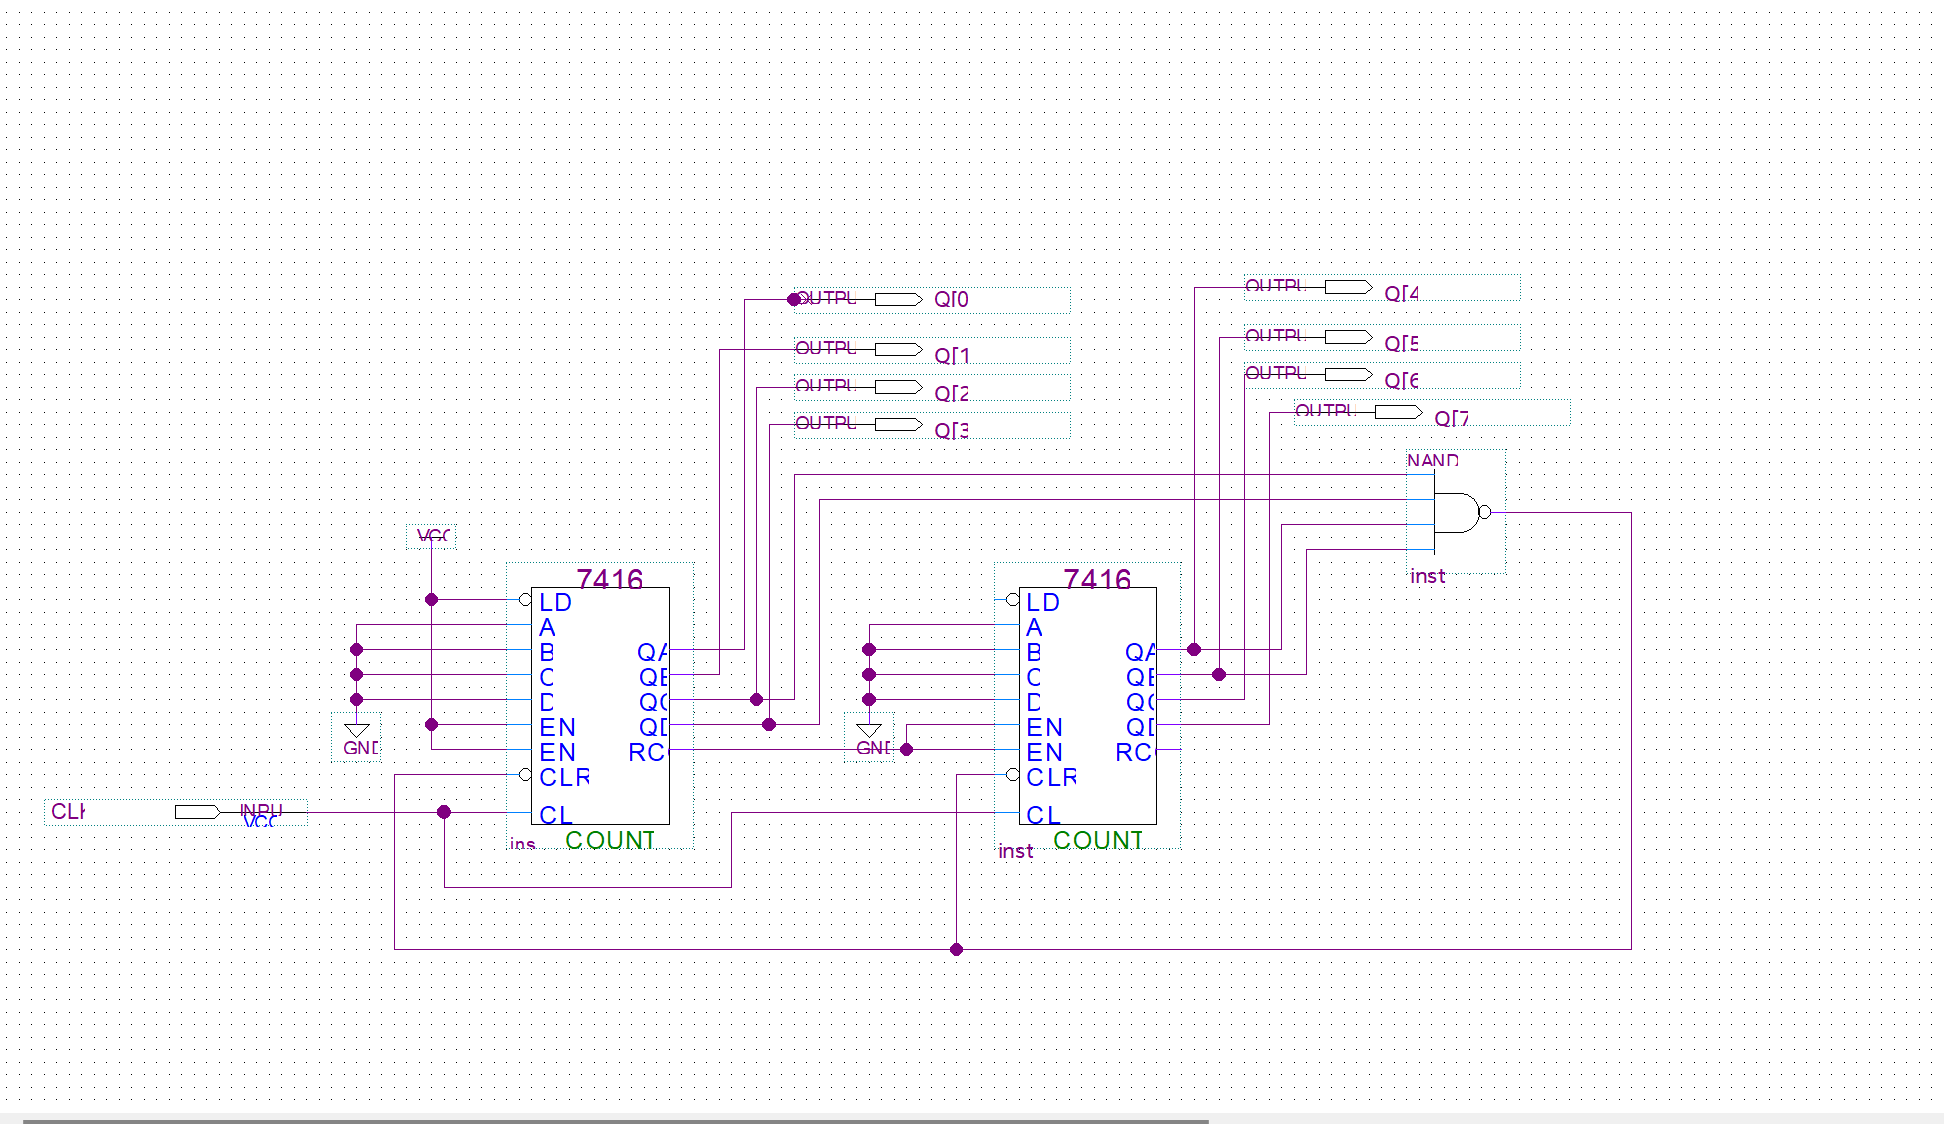 OUTPU
Q[0
OUTPU
Q[1
OUTPU
Q[2
OUTPU
Q[3
OUTPU
Q[4
OUTPU
Q[5
OUTPU
Q[6
OUTPU
Q[7
NAND
inst
VCC
7416
LD
A
B
C
D
EN
EN
CLR
CL
QA
QB
QC
QD
RC
COUNT
ins
GND
7416
LD
A
B
C
D
EN
EN
CLR
CL
QA
QB
QC
QD
RC
COUNT
inst
GND
CLK
INPU
VCC